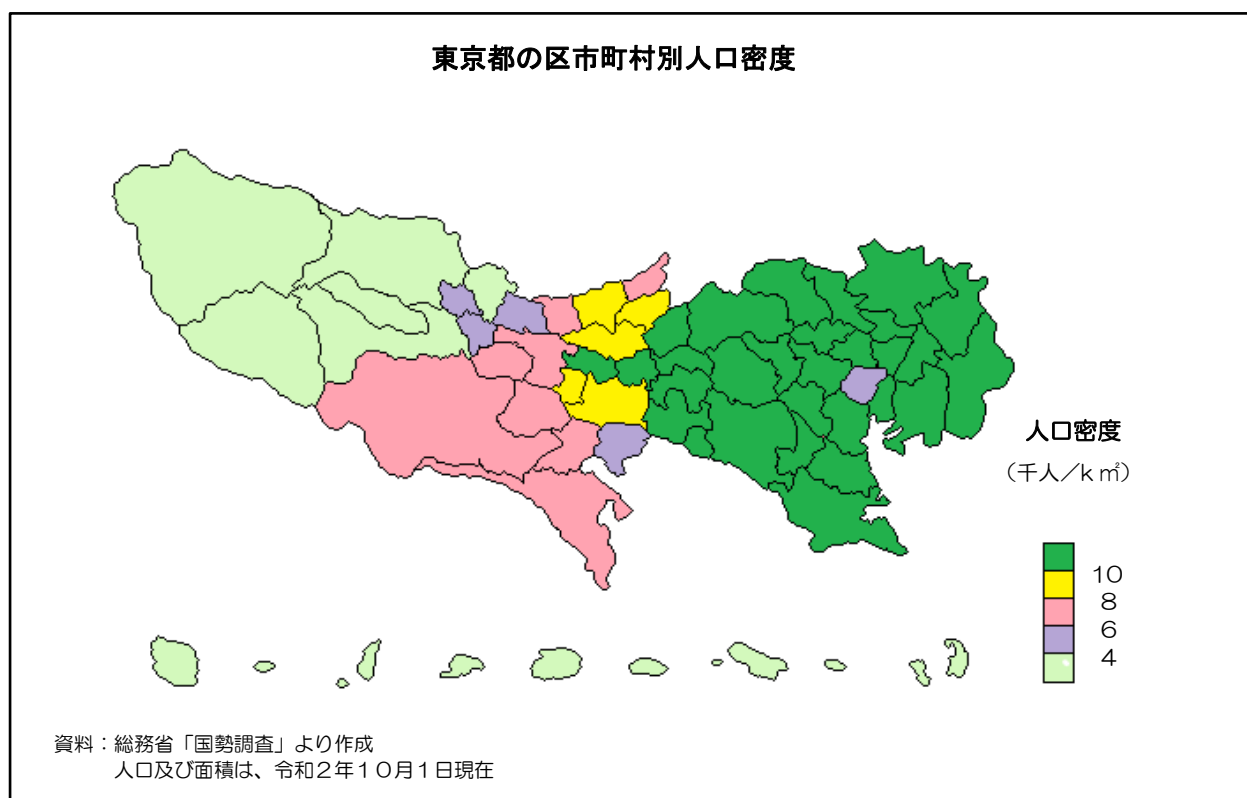 東京都の区市町村別人口密度
人口密度
（千人／k㎡）
10
8
6
4
資料：総務省「国勢調査」より作成
人口及び面積は、令和２年１０月１日現在